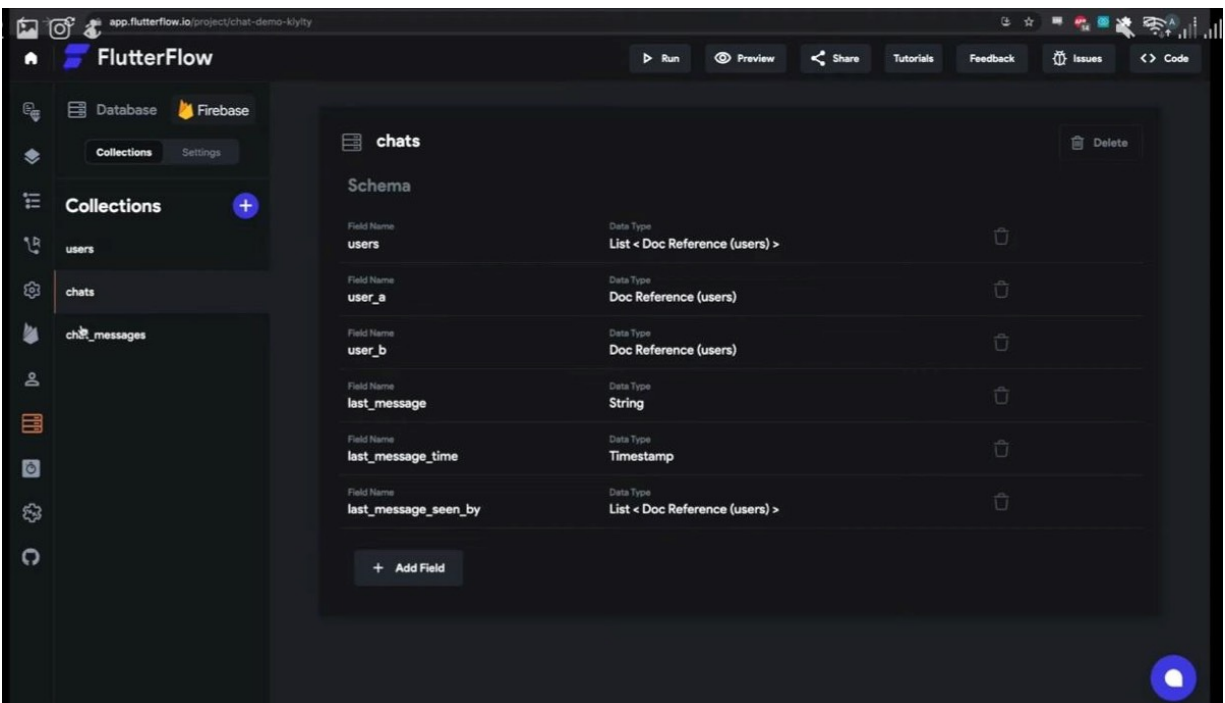 app.flutterflow.io/project/chat-demo-klylty
FlutterFlow
Run
Preview
Share
Tutorials
Feedback
Issues
Code
Database
Firebase
Collections
Settings
Collections
users
chats
chat_messages
chats
Delete
Schema
Field Name
Data Type
users
List < Doc Reference (users) >
Field Name
Data Type
user_a
Doc Reference (users)
Field Name
Data Type
user_b
Doc Reference (users)
Field Name
Data Type
last_message
String
Field Name
Data Type
last_message_time
Timestamp
Field Name
Data Type
last_message_seen_by
List < Doc Reference (users) >
+ Add Field